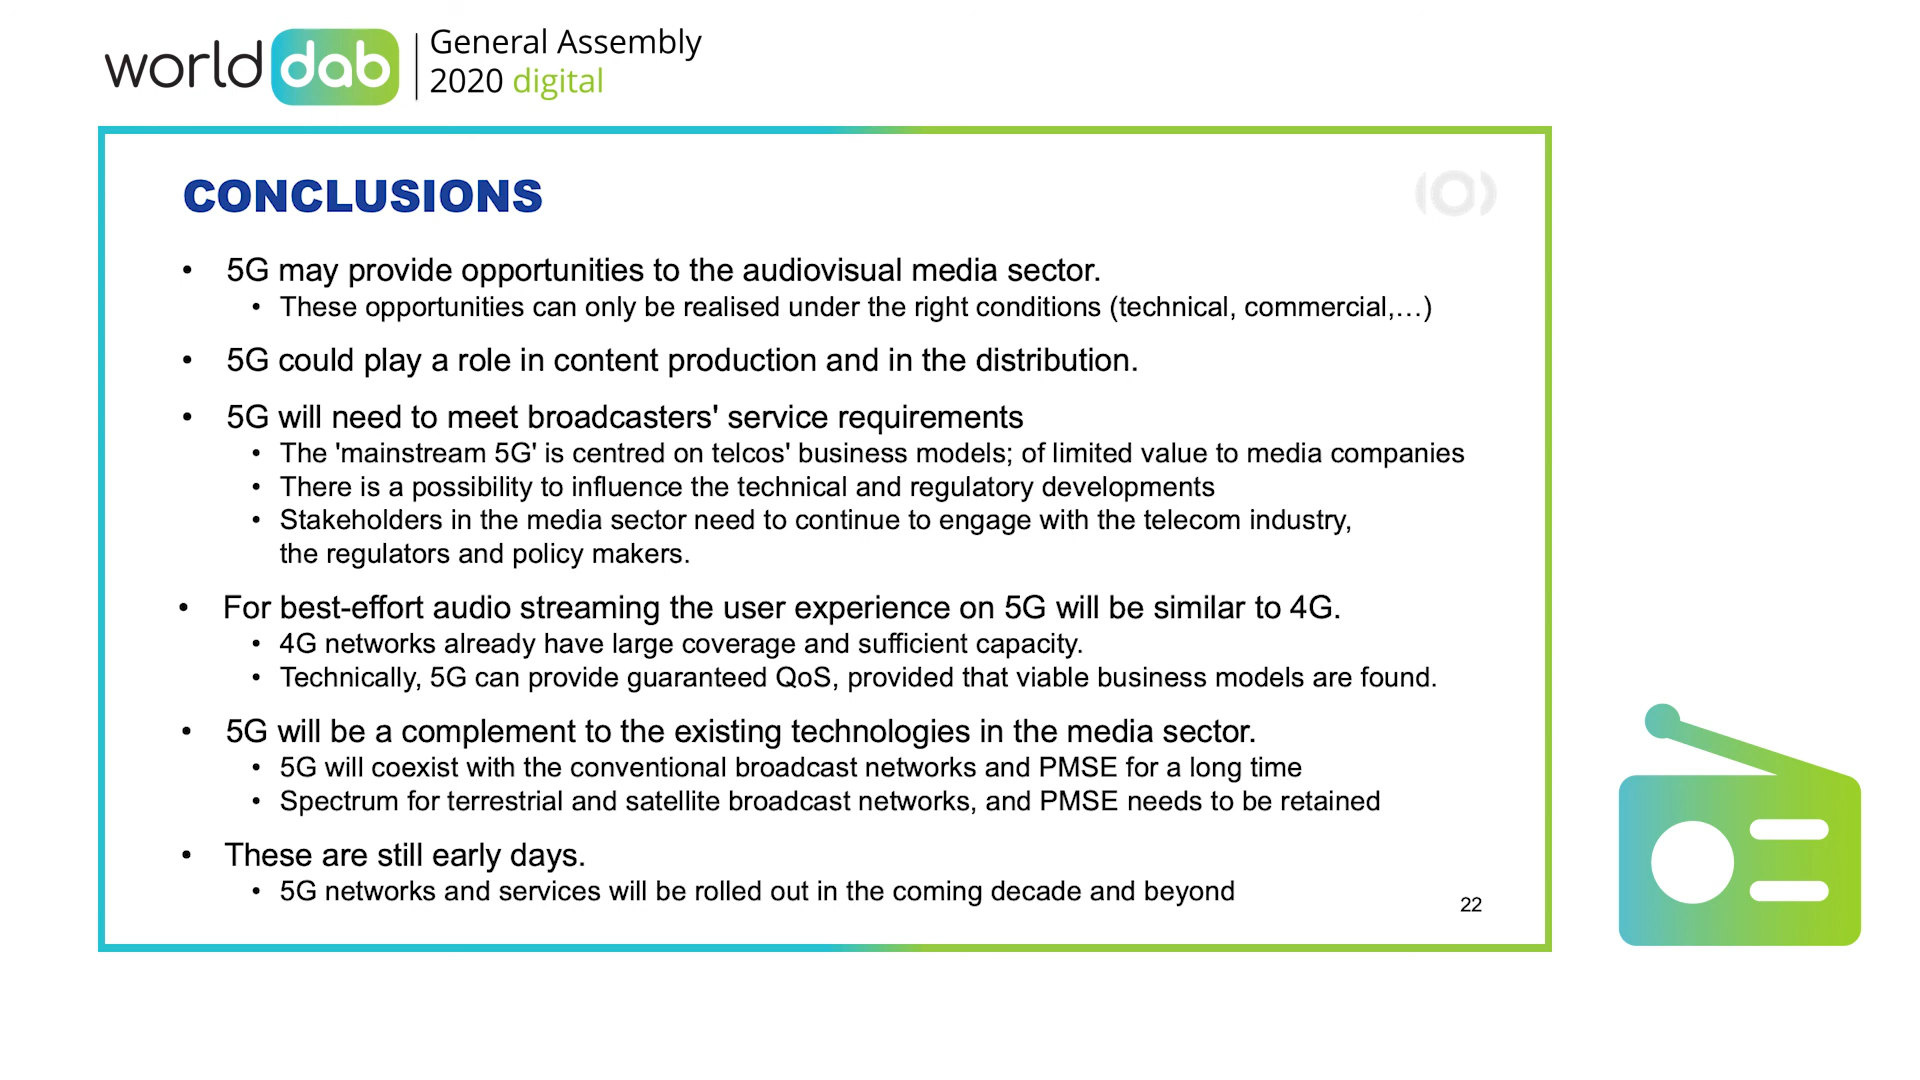 world dab
General Assembly
2020 digital
CONCLUSIONS
• 5G may provide opportunities to the audiovisual media sector.
• These opportunities can only be realised under the right conditions (technical, commercial,…)
• 5G could play a role in content production and in the distribution.
• 5G will need to meet broadcasters' service requirements
• The 'mainstream 5G' is centred on telcos' business models; of limited value to media companies
• There is a possibility to influence the technical and regulatory developments
• Stakeholders in the media sector need to continue to engage with the telecom industry,
the regulators and policy makers.
• For best-effort audio streaming the user experience on 5G will be similar to 4G.
• 4G networks already have large coverage and sufficient capacity.
• Technically, 5G can provide guaranteed QoS, provided that viable business models are found.
• 5G will be a complement to the existing technologies in the media sector.
• 5G will coexist with the conventional broadcast networks and PMSE for a long time
• Spectrum for terrestrial and satellite broadcast networks, and PMSE needs to be retained
• These are still early days.
• 5G networks and services will be rolled out in the coming decade and beyond
22